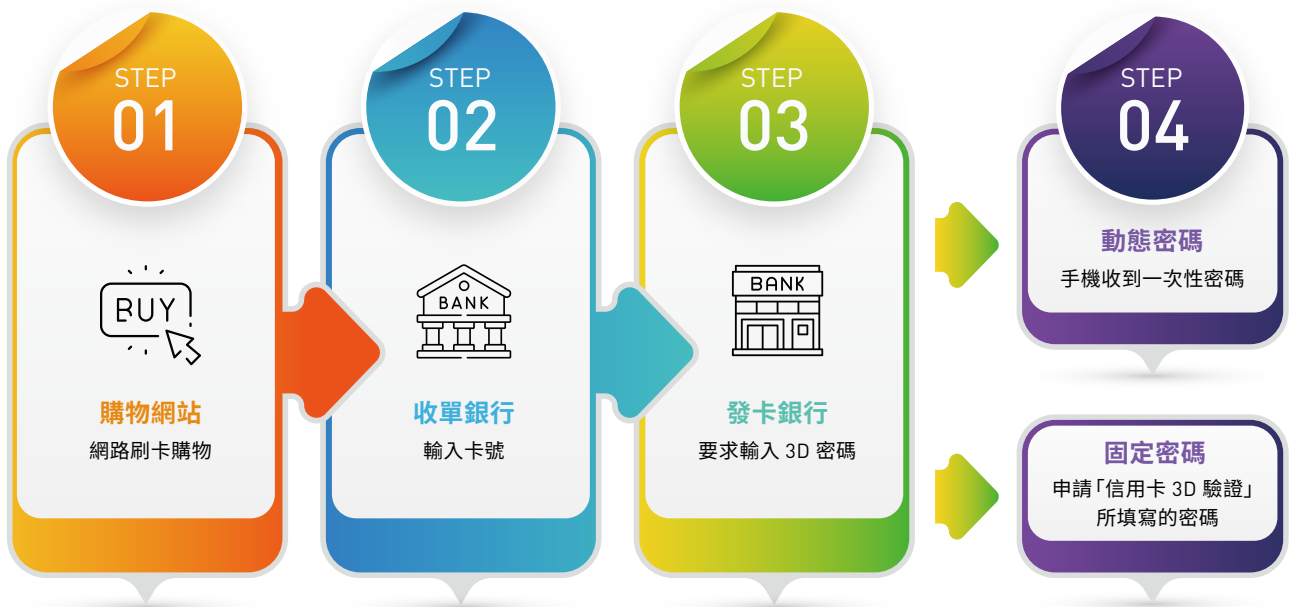 STEP
01
BUY
購物網站
網路刷卡購物
STEP
02
BANK
收單銀行
輸入卡號
STEP
03
BANK
發卡銀行
要求輸入 3D 密碼
STEP
04
動態密碼
手機收到一次性密碼
固定密碼
申請「信用卡 3D 驗證」
所填寫的密碼